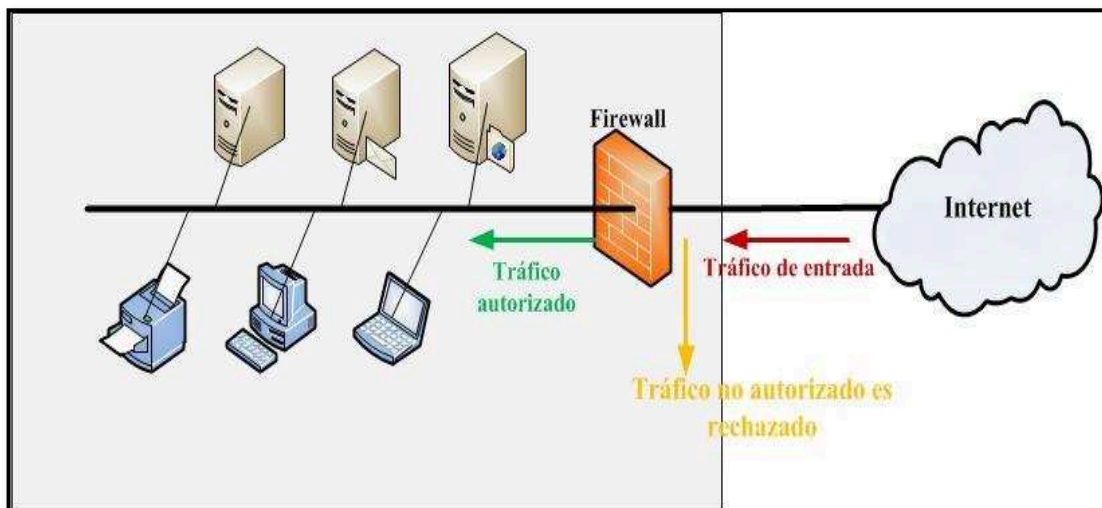 Firewall
Internet
Tráfico de entrada
Tráfico
autorizado
Tráfico no autorizado es
rechazado